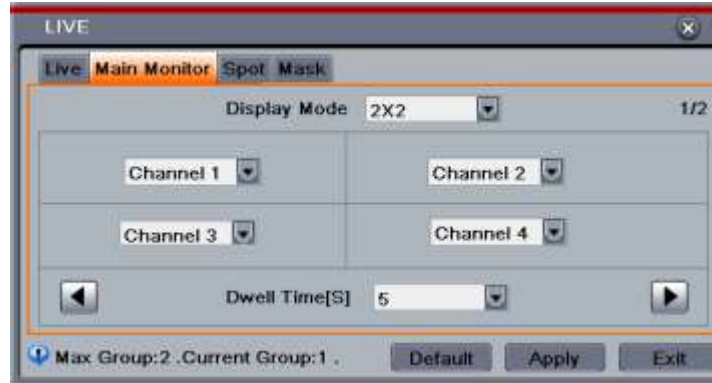 LIVE
Live Main Monitor Spot Mask
Display Mode 2X2 1/2
Channel 1 Channel 2
Channel 3 Channel 4
Dwell Time[S] 5
Max Group:2 .Current Group:1 .
Default Apply Exit